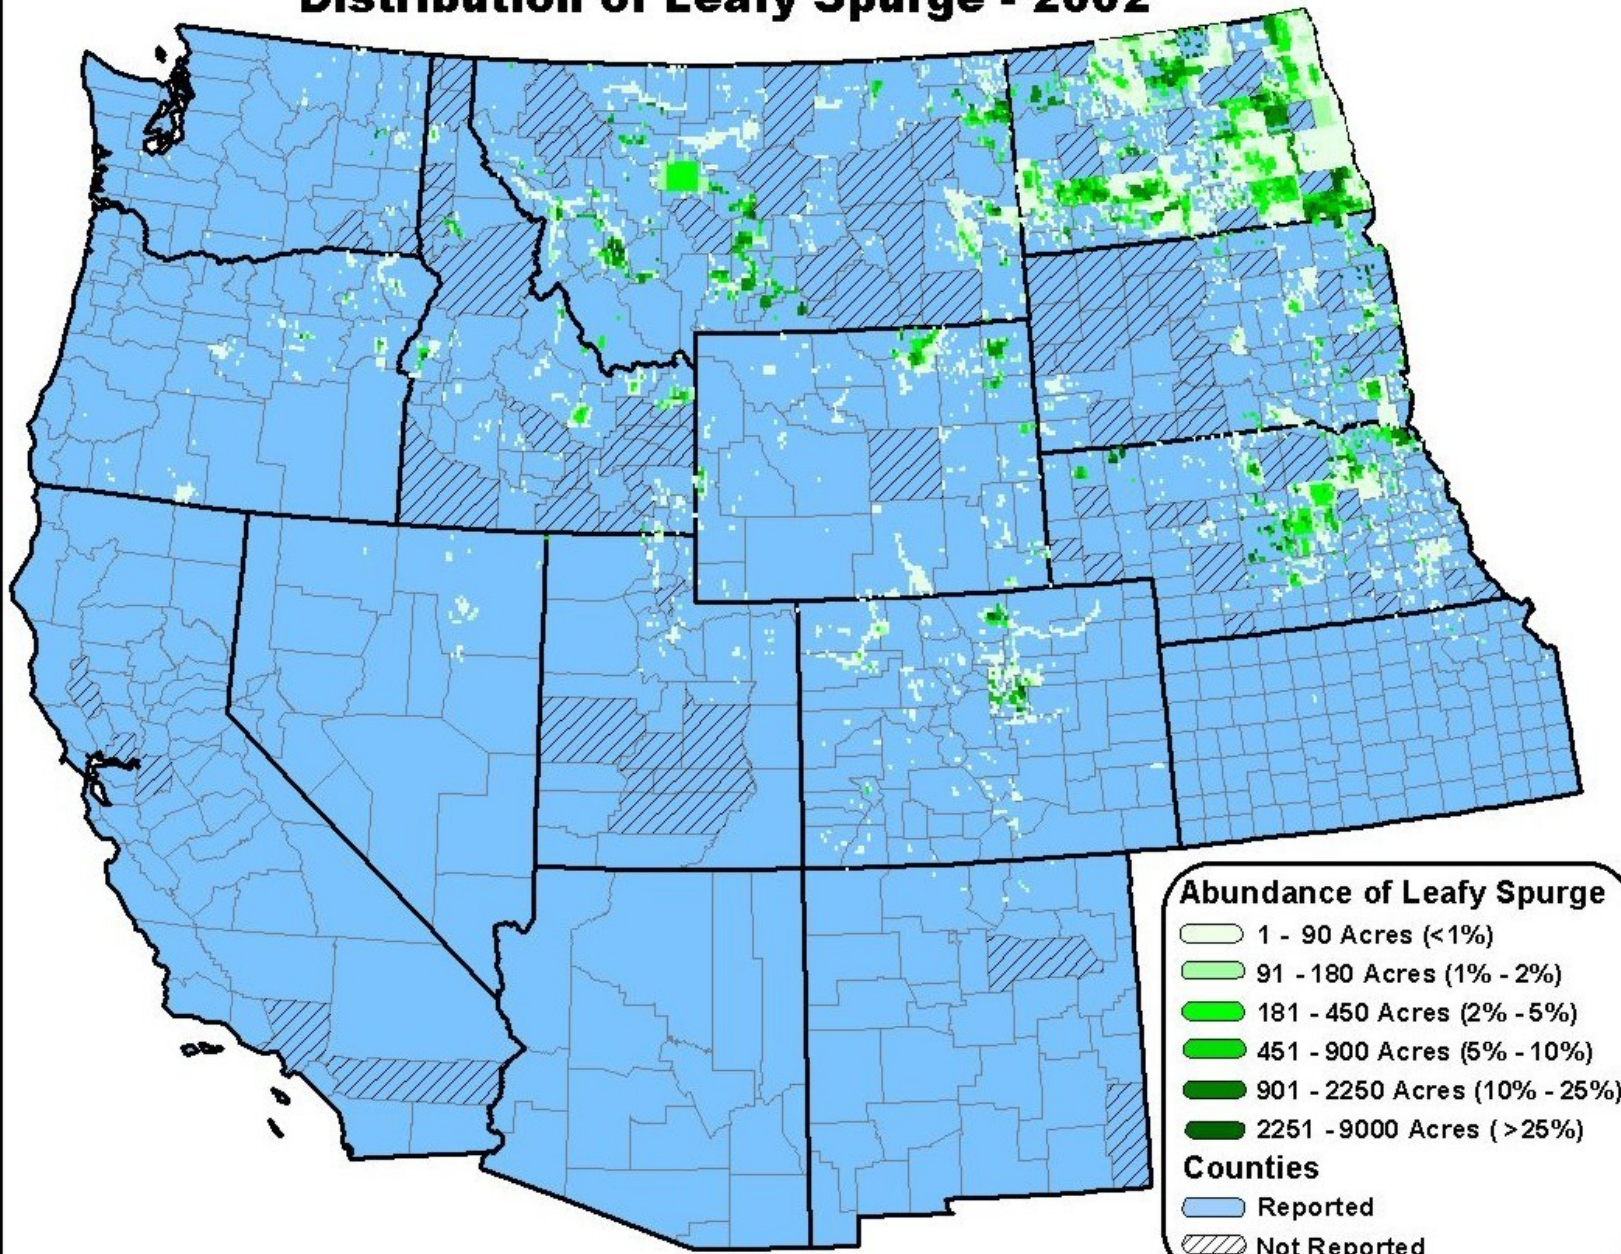 Distribution of Leafy Spurge - 2002
Abundance of Leafy Spurge
1 - 90 Acres (<1%)
91 - 180 Acres (1% - 2%)
181 - 450 Acres (2% - 5%)
451 - 900 Acres (5% - 10%)
901 - 2250 Acres (10% - 25%)
2251 - 9000 Acres ( >25%)
Counties
Reported
Not Reported